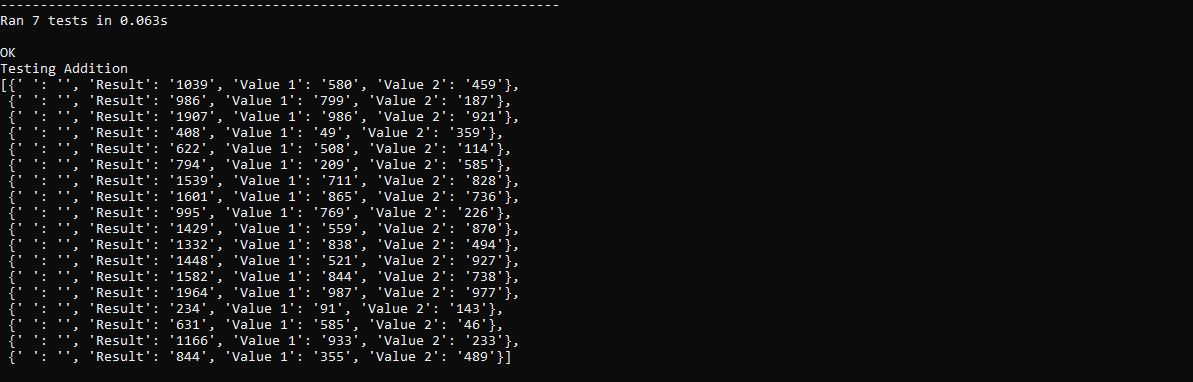 ----------------------------------------------------------------------
Ran 7 tests in 0.063s
OK
Testing Addition
[{' ': '', 'Result': '1039', 'Value 1': '580', 'Value 2': '459'},
{' ': '', 'Result': '986', 'Value 1': '799', 'Value 2': '187'},
{' ': '', 'Result': '1907', 'Value 1': '986', 'Value 2': '921'},
{' ': '', 'Result': '408', 'Value 1': '49', 'Value 2': '359'},
{' ': '', 'Result': '622', 'Value 1': '508', 'Value 2': '114'},
{' ': '', 'Result': '794', 'Value 1': '209', 'Value 2': '585'},
{' ': '', 'Result': '1539', 'Value 1': '711', 'Value 2': '828'},
{' ': '', 'Result': '1601', 'Value 1': '865', 'Value 2': '736'},
{' ': '', 'Result': '995', 'Value 1': '769', 'Value 2': '226'},
{' ': '', 'Result': '1429', 'Value 1': '559', 'Value 2': '870'},
{' ': '', 'Result': '1332', 'Value 1': '838', 'Value 2': '494'},
{' ': '', 'Result': '1448', 'Value 1': '521', 'Value 2': '927'},
{' ': '', 'Result': '1582', 'Value 1': '844', 'Value 2': '738'},
{' ': '', 'Result': '1964', 'Value 1': '987', 'Value 2': '977'},
{' ': '', 'Result': '234', 'Value 1': '91', 'Value 2': '143'},
{' ': '', 'Result': '631', 'Value 1': '585', 'Value 2': '46'},
{' ': '', 'Result': '1166', 'Value 1': '933', 'Value 2': '233'},
{' ': '', 'Result': '844', 'Value 1': '355', 'Value 2': '489'}]